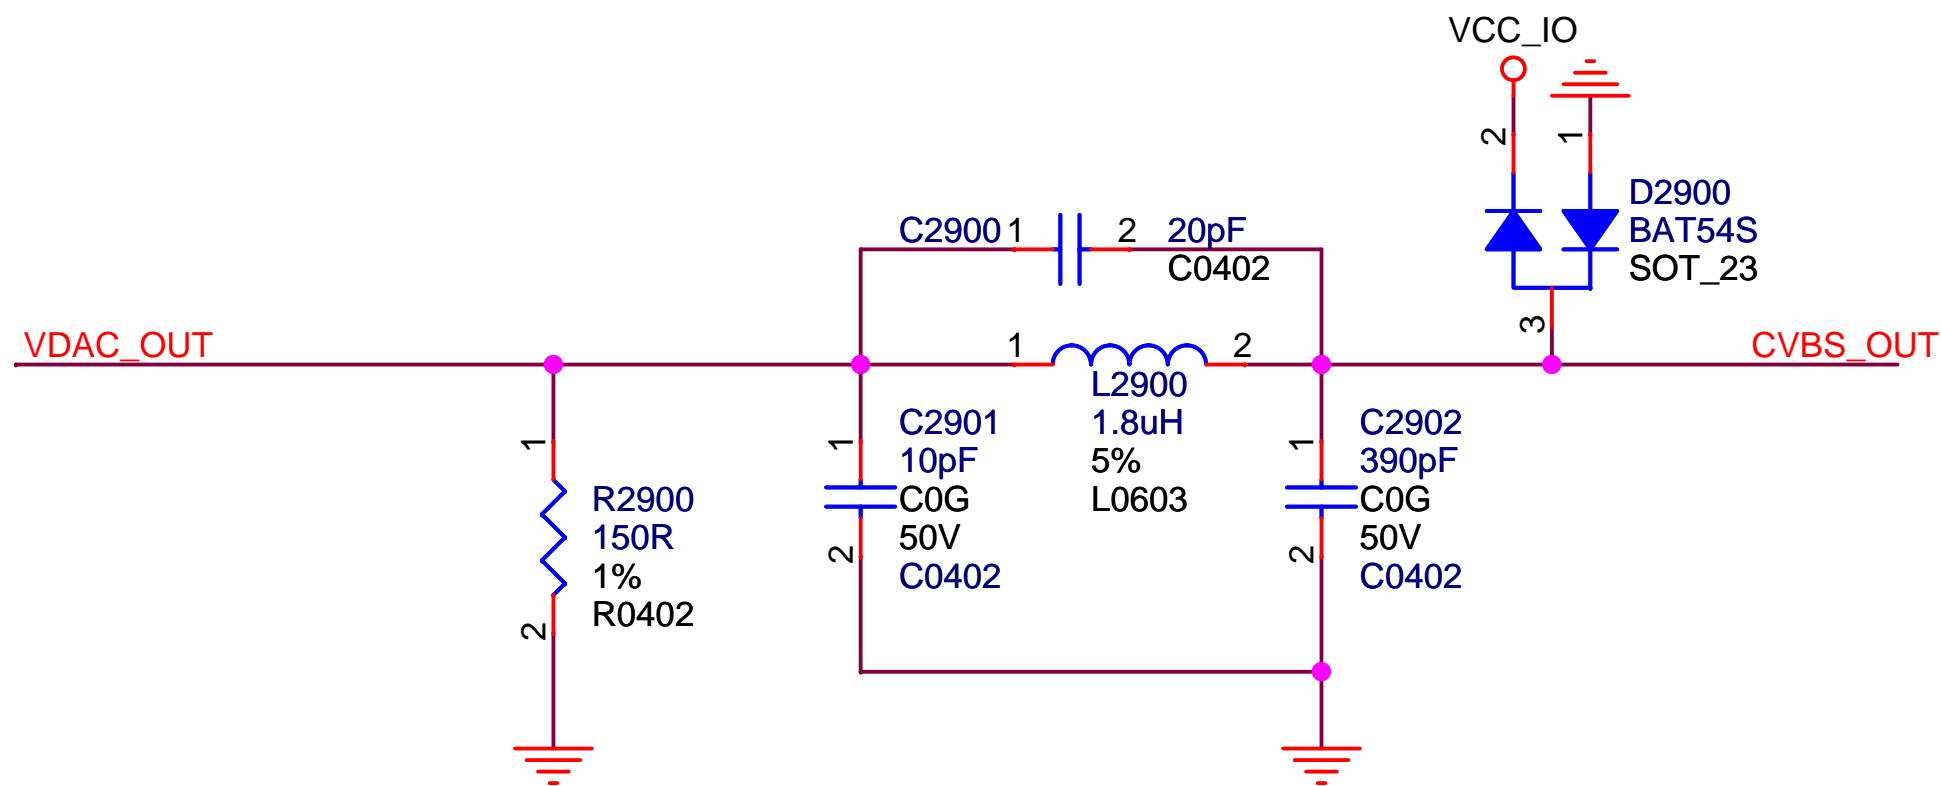 VCC_IO
2
1
D2900
BAT54S
SOT_23
3
C2900
1
2
20pF
C0402
VDAC_OUT
1
2
CVBS_OUT
L2900
1.8uH
5%
L0603
1
R2900
150R
1%
R0402
2
1
C2901
10pF
C0G
50V
C0402
2
1
C2902
390pF
C0G
50V
C0402
2